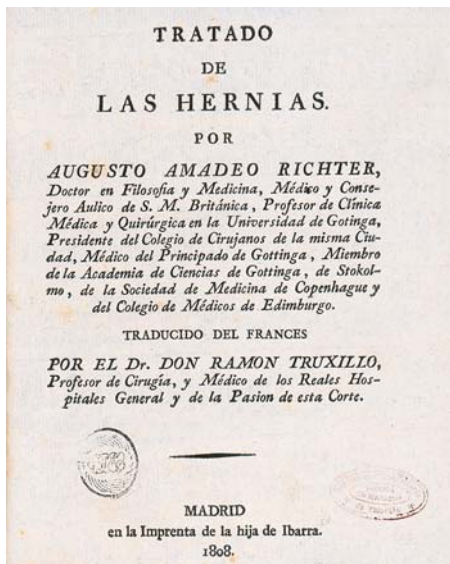 TRATADO
DE
LAS HERNIAS.
POR
AUGUSTO AMADEO RICHTER,
Doctor en Filosofia y Medicina, Médico y Conse-
jero Aulico de S. M. Británica, Profesor de Clínica
Médica y Quirúrgica en la Universidad de Gotinga,
Presidente del Colegio de Cirujanos de la misma Ciu-
dad, Médico del Principado de Gottinga, Miembro
de la Academia de Ciencias de Gottinga, de Stokol-
mo, de la Sociedad de Medicina de Copenhague y
del Colegio de Médicos de Edimburgo.
TRADUCIDO DEL FRANCES
POR EL Dr. DON RAMON TRUXILLO,
Profesor de Cirugía, y Médico de los Reales Hos-
pitales General y de la Pasion de esta Corte.
MADRID
en la Imprenta de la hija de Ibarra.
1808.